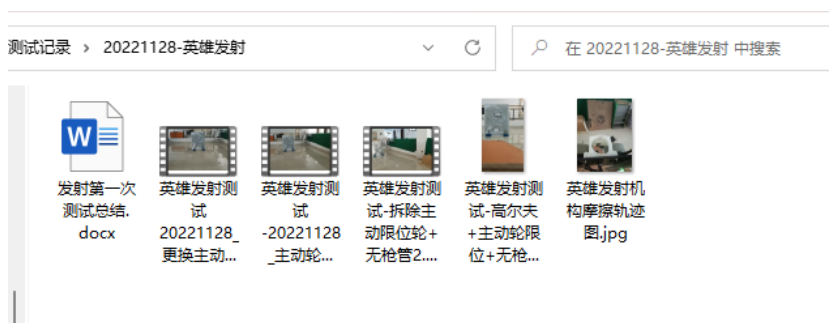 测试记录 > 20221128-英雄发射
在 20221128-英雄发射 中搜索
W
发射第一次
测试总结.
docx
英雄发射测
试
20221128_
更换主动...
英雄发射测
试
-20221128
_主动轮...
英雄发射测
试-拆除主
动限位轮+
无枪管2....
英雄发射测
试-高尔夫
+主动轮限
位+无枪...
英雄发射机
构摩擦轨迹
图.jpg